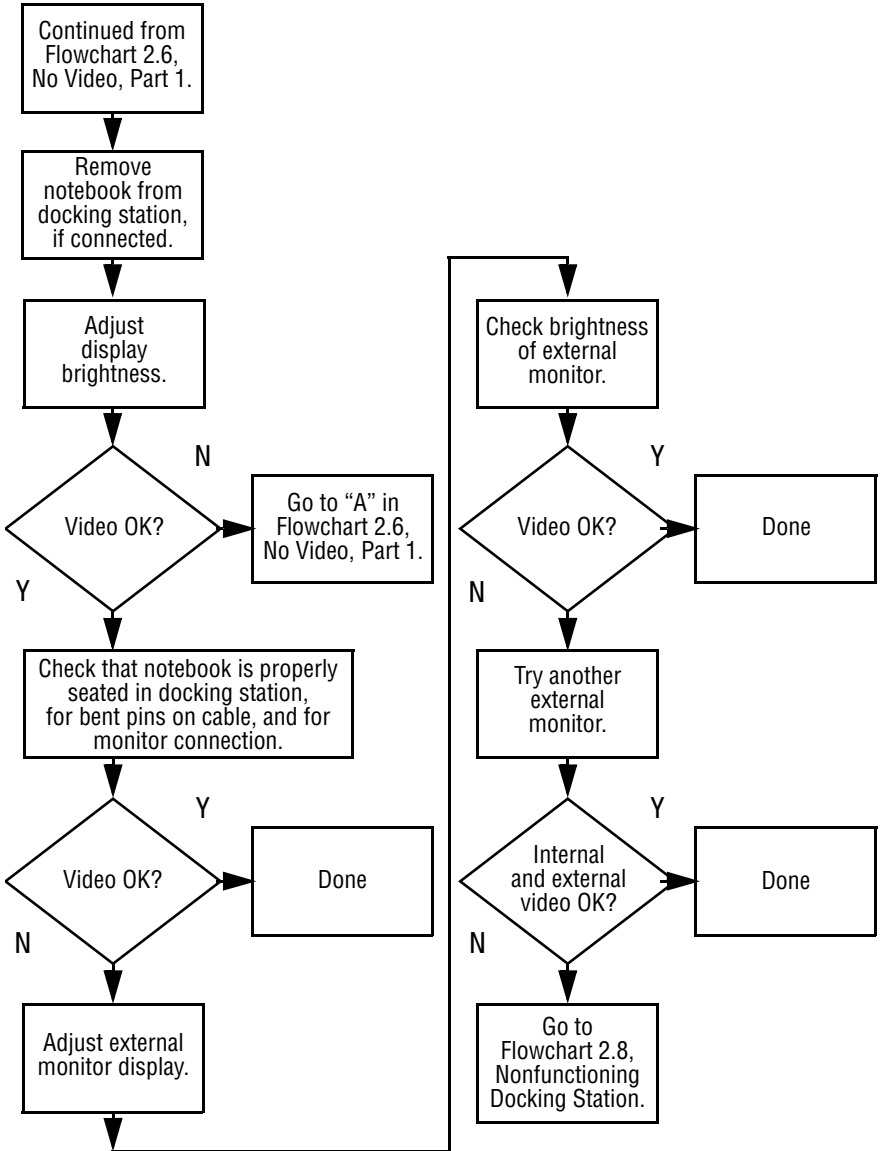 Continued from
Flowchart 2.6,
No Video, Part 1.
Remove
notebook from
docking station,
if connected.
Adjust
display
brightness.
Video OK?
N
Go to “A” in
Flowchart 2.6,
No Video, Part 1.
Y
Check that notebook is properly
seated in docking station,
for bent pins on cable, and for
monitor connection.
Video OK?
Y
Done
N
Adjust external
monitor display.
Check brightness
of external
monitor.
Video OK?
Y
Done
N
Try another
external
monitor.
Internal
and external
video OK?
Y
Done
N
Go to
Flowchart 2.8,
Nonfunctioning
Docking Station.